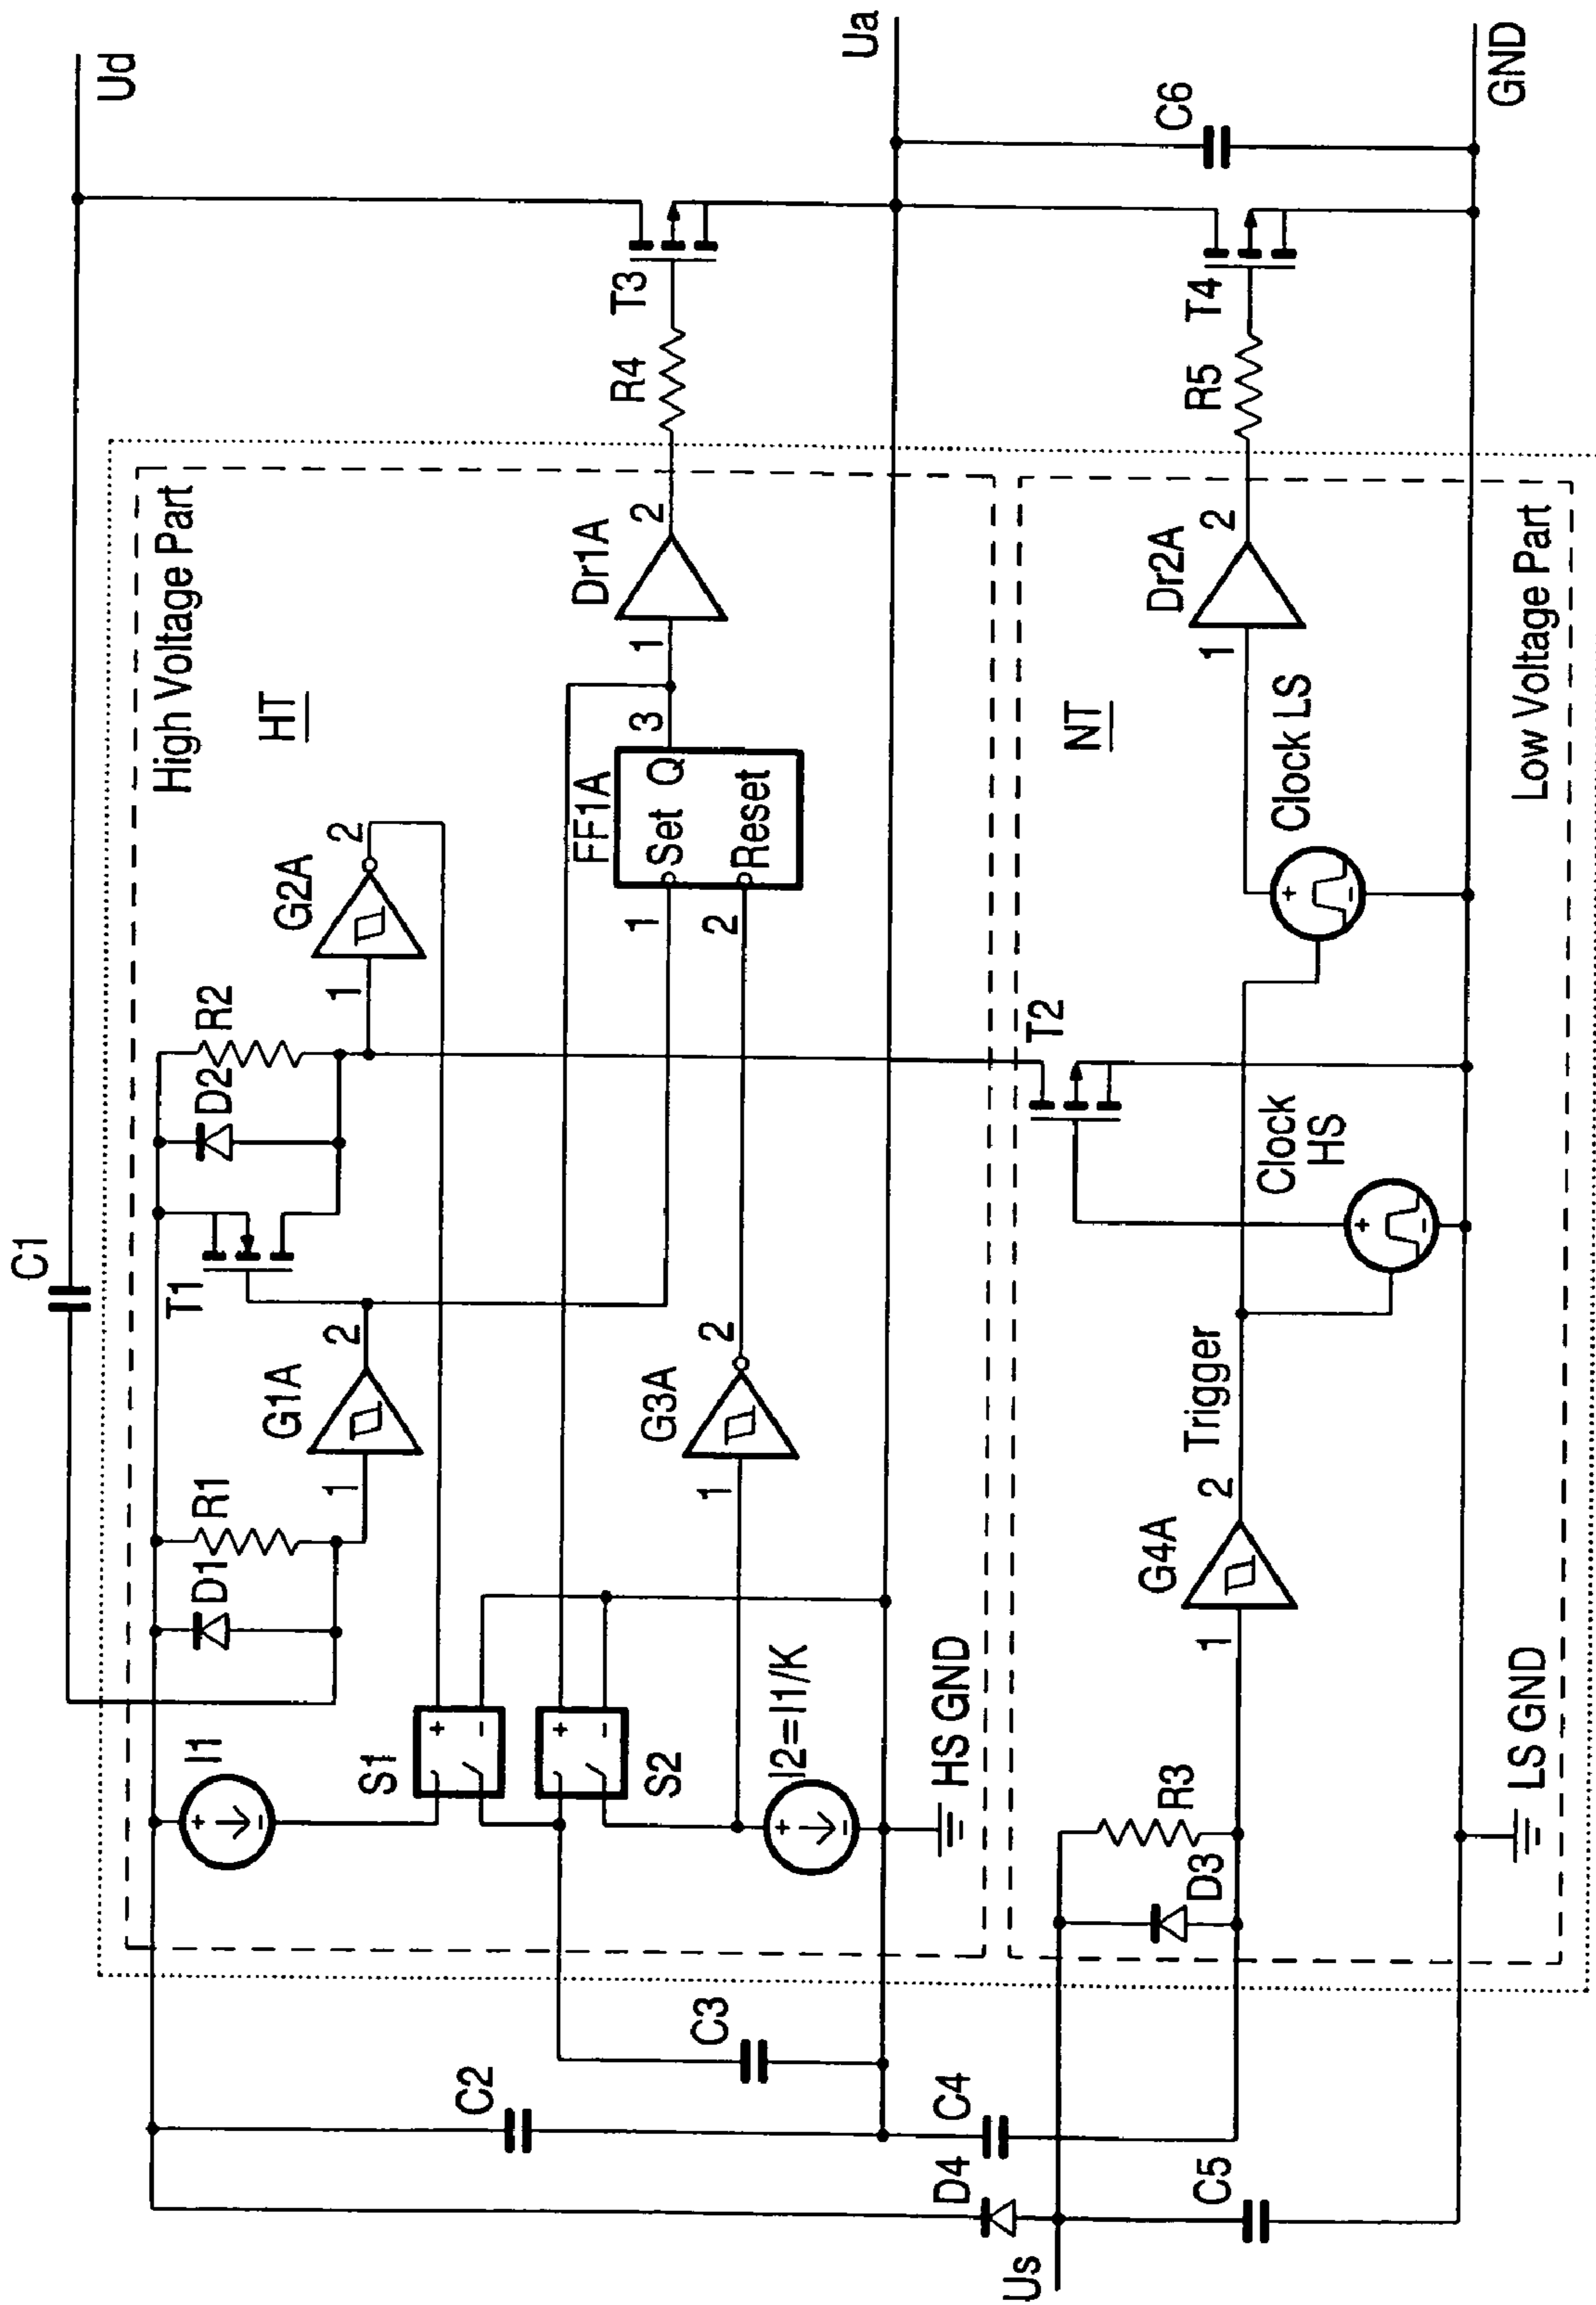 C1
Ud
High Voltage Part
HT
I1
D1
R1
1
G1A
2
T1
D2
R2
1
G2A
2
S1
+
-
S2
+
-
I2=I1/K
1
G3A
2
FF1A
1
Set
Q
3
2
Reset
1
Dr1A
2
R4
T3
Ua
HS GND
C2
C3
C4
D4
Us
C5
D3
R3
1
G4A
2
Trigger
Clock
HS
T2
NT
Clock LS
1
Dr2A
2
R5
T4
C6
GND
LS GND
Low Voltage Part